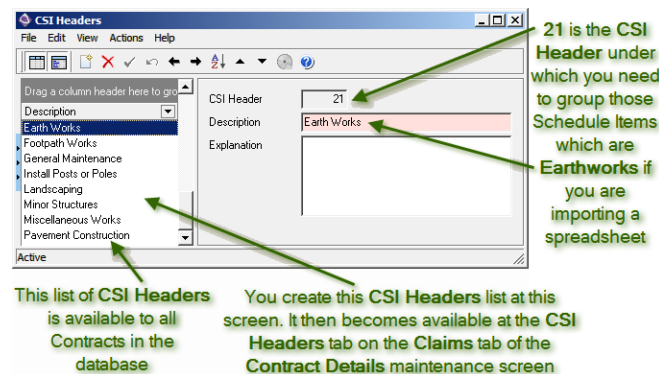 CSI Headers
File Edit View Actions Help
Drag a column header here to gro
Description
Earth Works
Footpath Works
General Maintenance
Install Posts or Poles
Landscaping
Minor Structures
Miscellaneous Works
Pavement Construction
CSI Header 21
Description Earth Works
Explanation
Active
21 is the CSI
Header under
which you need
to group those
Schedule Items
which are
Earthworks if
you are
importing a
spreadsheet
This list of CSI Headers
is available to all
Contracts in the
database
You create this CSI Headers list at this
screen. It then becomes available at the CSI
Headers tab on the Claims tab of the
Contract Details maintenance screen